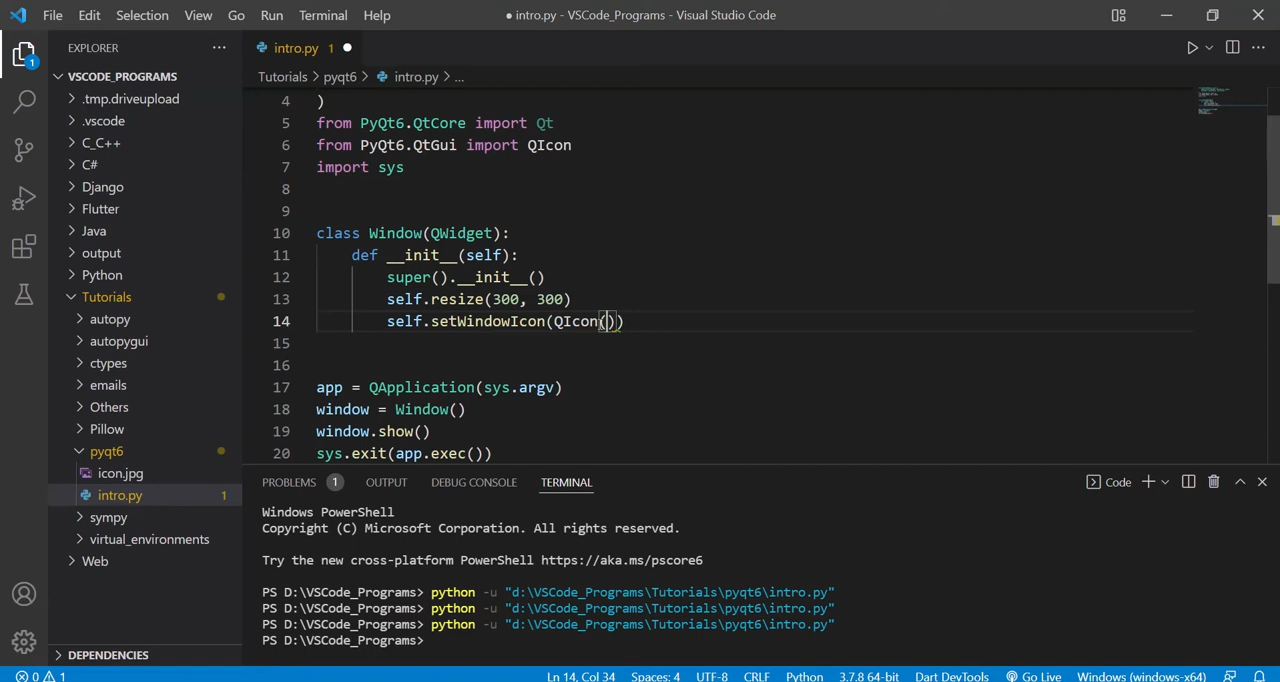 File Edit Selection View Go Run Terminal Help
● intro.py - VSCode_Programs - Visual Studio Code
EXPLORER
VSCODE_PROGRAMS
.tmp.driveupload
.vscode
C_C++
C#
Django
Flutter
Java
output
Python
Tutorials
autopy
autopygui
ctypes
emails
Others
Pillow
pyqt6
icon.jpg
intro.py 1
sympy
virtual_environments
Web
DEPENDENCIES
1
intro.py 1
Tutorials > pyqt6 > intro.py > ...
4 )
5 from PyQt6.QtCore import Qt
6 from PyQt6.QtGui import QIcon
7 import sys
8
9
10 class Window(QWidget):
11 def __init__(self):
12 super().__init__()
13 self.resize(300, 300)
14 self.setWindowIcon(QIcon())
15
16
17 app = QApplication(sys.argv)
18 window = Window()
19 window.show()
20 sys.exit(app.exec())
PROBLEMS 1 OUTPUT DEBUG CONSOLE TERMINAL
Code
Windows PowerShell
Copyright (C) Microsoft Corporation. All rights reserved.
Try the new cross-platform PowerShell https://aka.ms/pscore6
PS D:\VSCode_Programs> python -u "d:\VSCode_Programs\Tutorials\pyqt6\intro.py"
PS D:\VSCode_Programs> python -u "d:\VSCode_Programs\Tutorials\pyqt6\intro.py"
PS D:\VSCode_Programs> python -u "d:\VSCode_Programs\Tutorials\pyqt6\intro.py"
PS D:\VSCode_Programs>
0 1 Ln 14, Col 34 Spaces: 4 UTF-8 CRLF Python 3.7.8 64-bit Dart DevTools Go Live Windows (windows-x64)